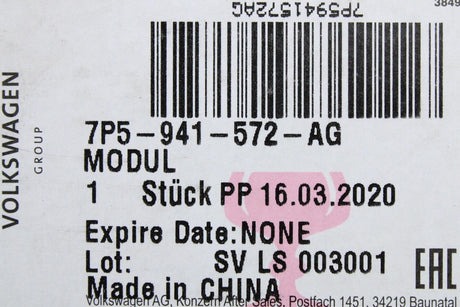 3849
7P5941572AG
VOLKSWAGEN
GROUP
7P5-941-572-AG
MODUL
1 Stück PP 16.03.2020
Expire Date:NONE
Lot: SV LS 003001
EAC
Made in CHINA
Volkswagen AG, Konzern After Sales, Postfach 1451, 34219 Baunatal